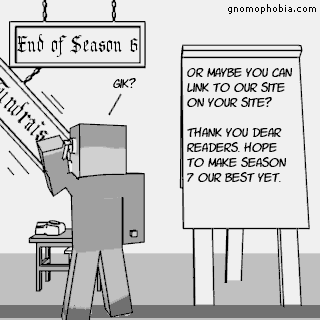 gnomophobia.com
End of Season 6
GIK?
OR MAYBE YOU CAN
LINK TO OUR SITE
ON YOUR SITE?
THANK YOU DEAR
READERS. HOPE
TO MAKE SEASON
7 OUR BEST YET.